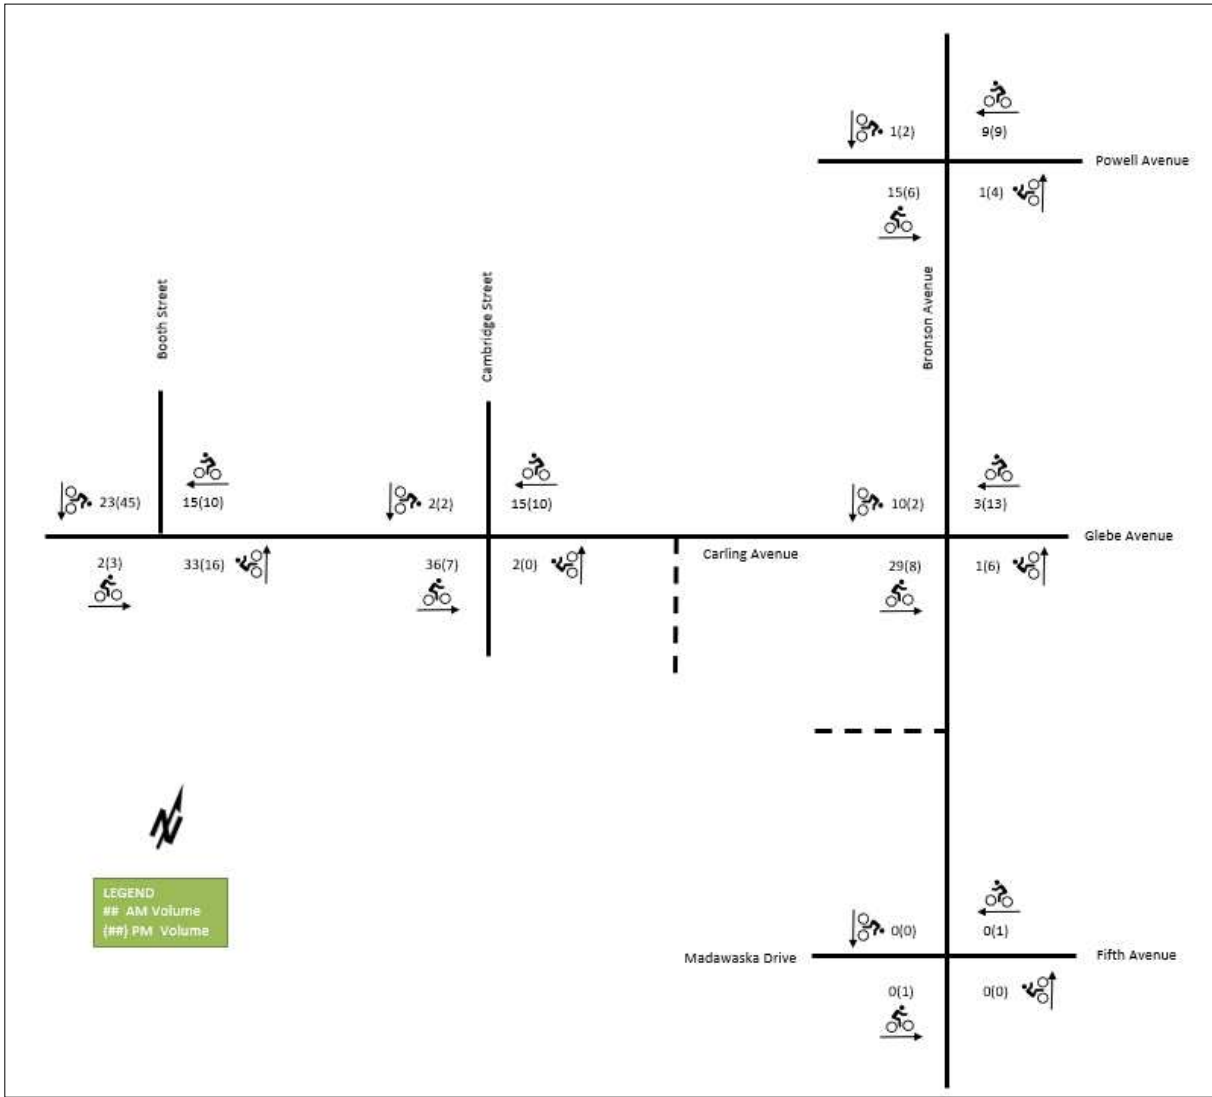 1(2)
9(9)
Powell Avenue
15(6)
1(4)
Bronson Avenue
Booth Street
Cambridge Street
23(45)
15(10)
2(2)
15(10)
10(2)
3(13)
Glebe Avenue
2(3)
33(16)
36(7)
2(0)
Carling Avenue
29(8)
1(6)
N
LEGEND
## AM Volume
(##) PM Volume
0(0)
0(1)
Madawaska Drive
Fifth Avenue
0(1)
0(0)